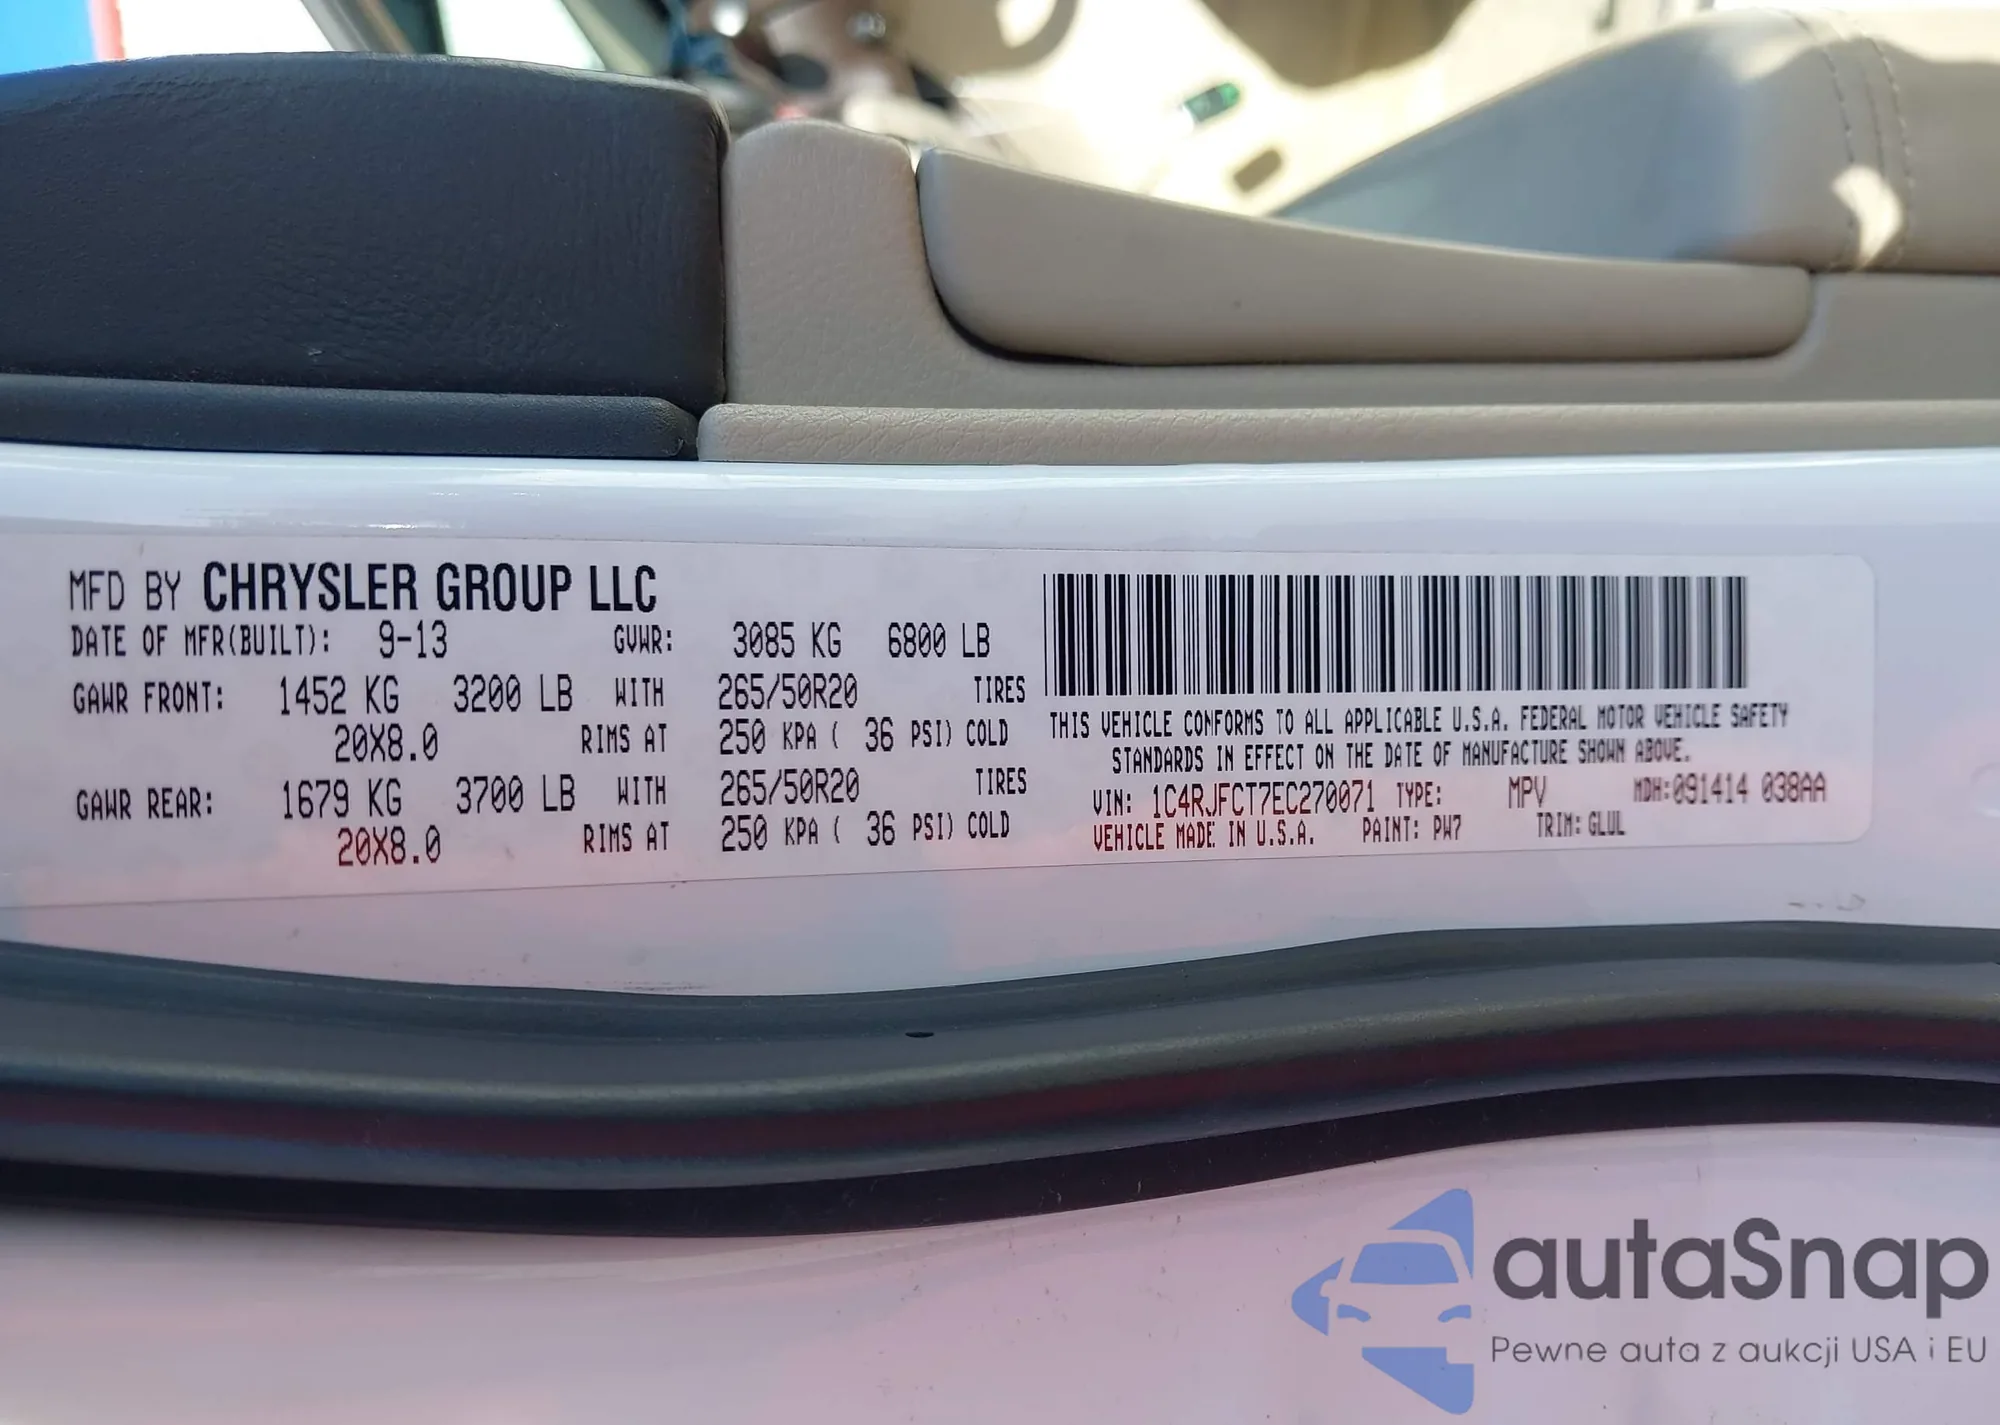 MFD BY CHRYSLER GROUP LLC
DATE OF MFR(BUILT): 9-13 GVWR: 3085 KG 6800 LB
GAWR FRONT: 1452 KG 3200 LB WITH 265/50R20 TIRES
20X8.0 RIMS AT 250 KPA ( 36 PSI) COLD
GAWR REAR: 1679 KG 3700 LB WITH 265/50R20 TIRES
20X8.0 RIMS AT 250 KPA ( 36 PSI) COLD
THIS VEHICLE CONFORMS TO ALL APPLICABLE U.S.A. FEDERAL MOTOR VEHICLE SAFETY
STANDARDS IN EFFECT ON THE DATE OF MANUFACTURE SHOWN ABOVE.
VIN: 1C4RJFCT7EC270071 TYPE: MPV MDH:091414 038AA
VEHICLE MADE IN U.S.A. PAINT: PW7 TRIM: GLUL
autaSnap
Pewne auta z aukcji USA i EU